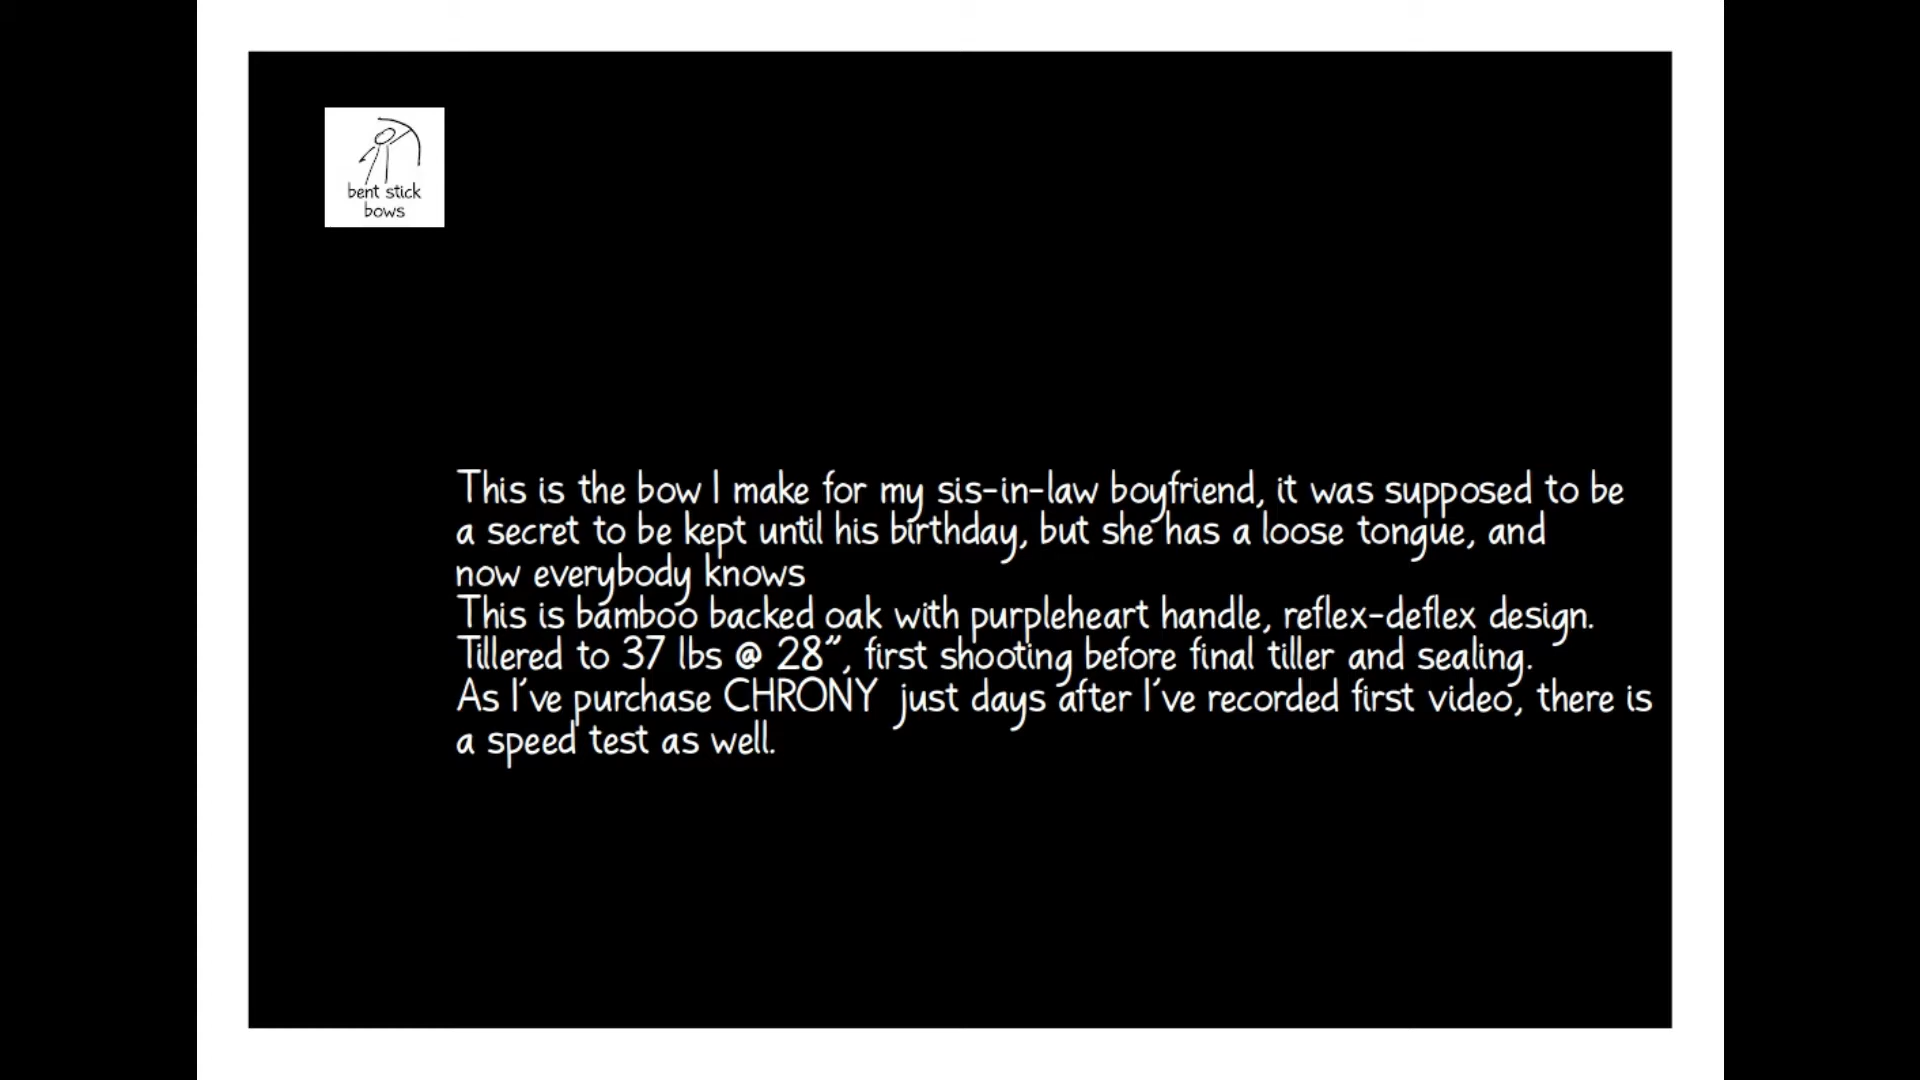 bent stick
bows
This is the bow I make for my sis-in-law boyfriend, it was supposed to be
a secret to be kept until his birthday, but she has a loose tongue, and
now everybody knows
This is bamboo backed oak with purpleheart handle, reflex-deflex design.
Tillered to 37 lbs @ 28", first shooting before final tiller and sealing.
As I've purchase CHRONY just days after I've recorded first video, there is
a speed test as well.